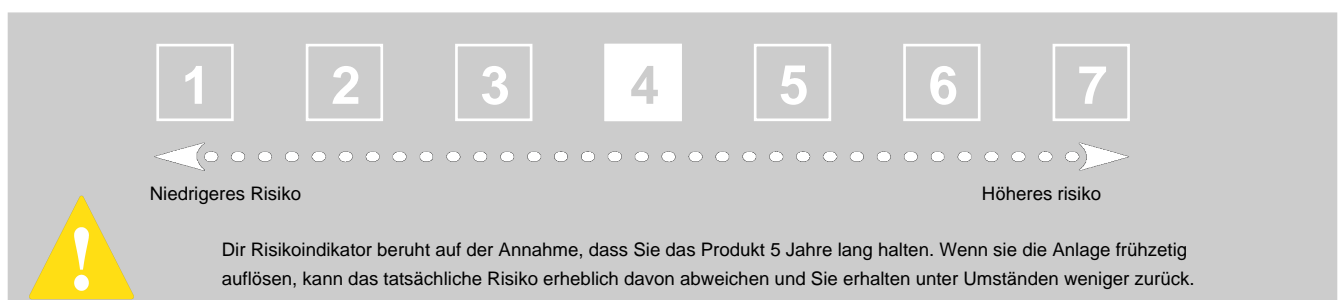 1 2 3 4 5 6 7
Niedrigeres Risiko Höheres risiko
!
Dir Risikoindikator beruht auf der Annahme, dass Sie das Produkt 5 Jahre lang halten. Wenn sie die Anlage frühzetig
auflösen, kann das tatsächliche Risiko erheblich davon abweichen und Sie erhalten unter Umständen weniger zurück.